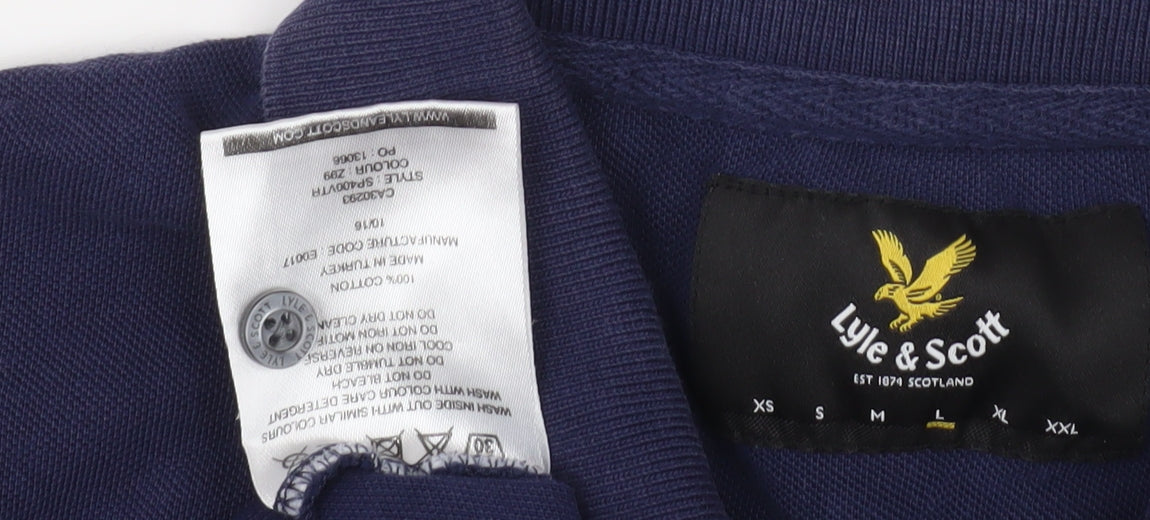 WWW.LYLEANDSCOTT.COM
PO : 13066
COLOUR : Z99
STYLE : SP400VTR
CA30293
10/16
MANUFACTURE CODE : E0017
MADE IN TURKEY
100% COTTON
DO NOT DRY CLEAN
DO NOT IRON MOTIF
COOL IRON ON REVERSE
DO NOT TUMBLE DRY
DO NOT BLEACH
WASH WITH COLOUR CARE DETERGENT
WASH INSIDE OUT WITH SIMILAR COLOURS
30
LYLE & SCOTT LYLE & SCOTT
Lyle & Scott
EST 1874 SCOTLAND
XS S M L XL XXL